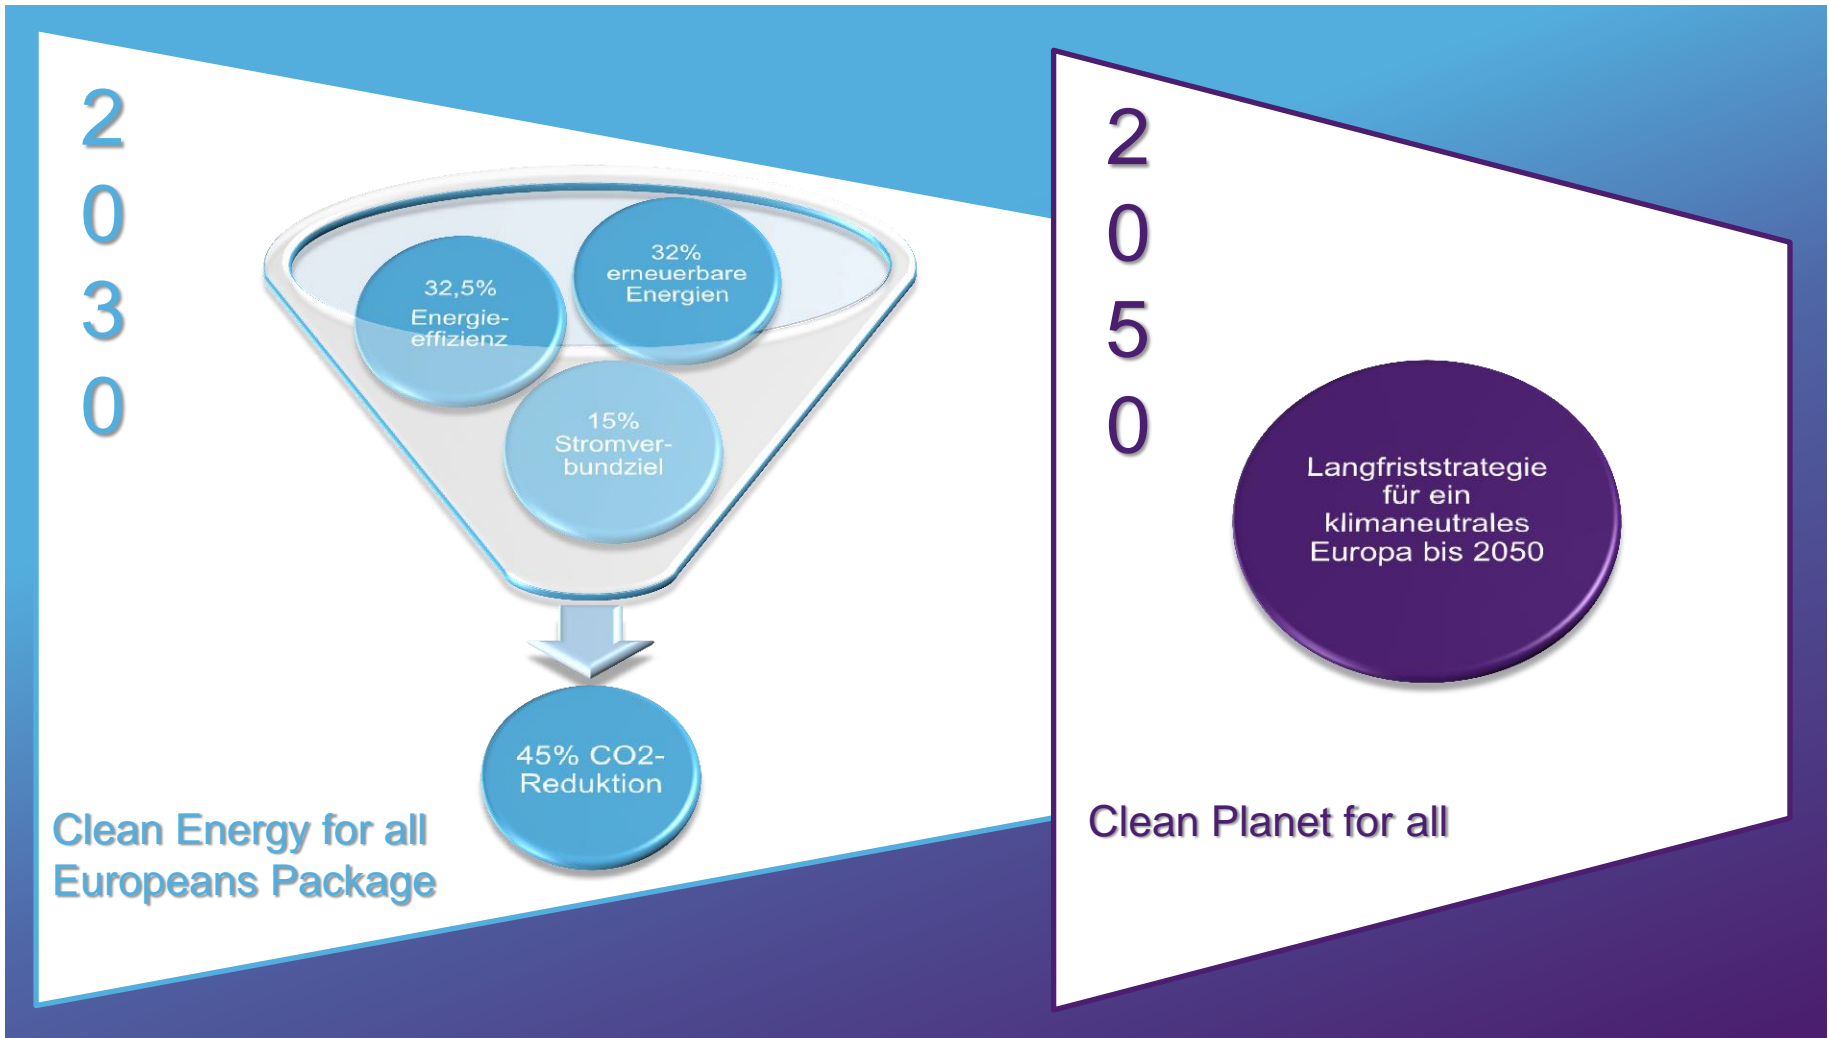 2
0
3
0
32,5%
Energie-
effizienz
32%
erneuerbare
Energien
15%
Stromver-
bundziel
45% CO2-
Reduktion
Clean Energy for all
Europeans Package
2
0
5
0
Langfriststrategie
für ein
klimaneutrales
Europa bis 2050
Clean Planet for all